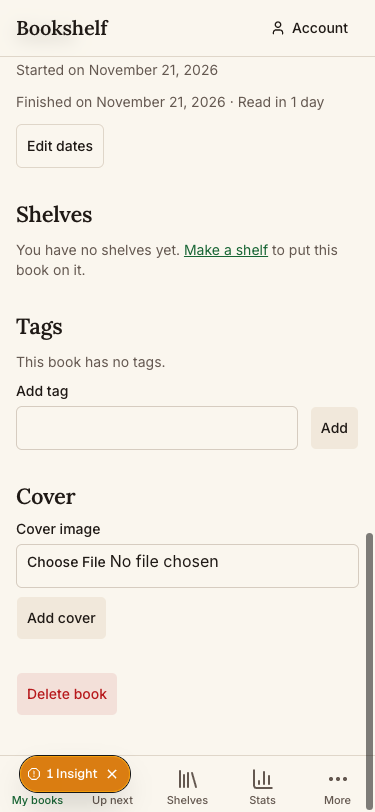 Bookshelf
Account
Started on November 21, 2026
Finished on November 21, 2026 · Read in 1 day
Edit dates
Shelves
You have no shelves yet. Make a shelf to put this
book on it.
Tags
This book has no tags.
Add tag
Add
Cover
Cover image
Choose File No file chosen
Add cover
Delete book
1 Insight
My books
Up next
Shelves
Stats
More